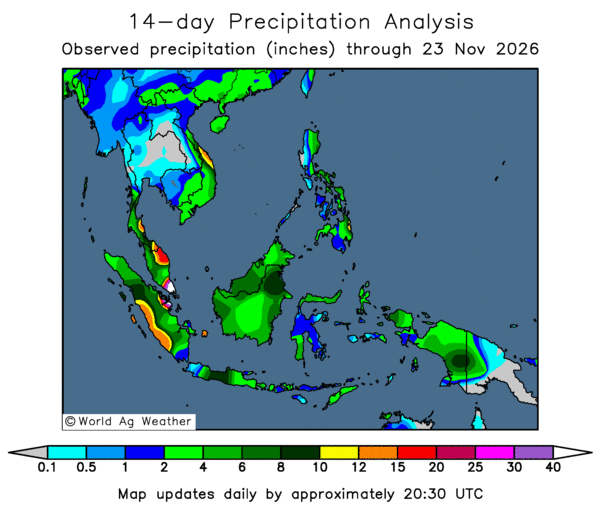 14-day Precipitation Analysis
Observed precipitation (inches) through 23 Nov 2026
© World Ag Weather
0.1 0.5 1 2 4 6 8 10 12 15 20 25 30 40
Map updates daily by approximately 20:30 UTC